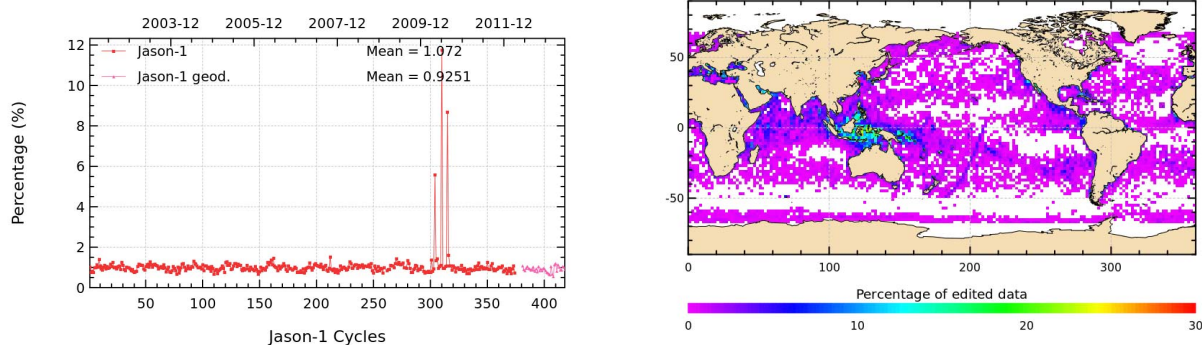 2003-12 2005-12 2007-12 2009-12 2011-12
12
10
8
6
4
2
0
Percentage (%)
Jason-1 Mean = 1.072
Jason-1 geod. Mean = 0.9251
50 100 150 200 250 300 350 400
Jason-1 Cycles
50
0
-50
0 100 200 300
Percentage of edited data
0 10 20 30